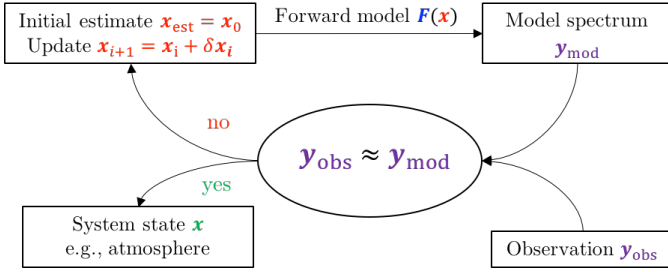 Initial estimate x_est = x_0
Update x_{i+1} = x_i + δx_i
Forward model F(x)
Model spectrum
y_mod
no
y_obs ≈ y_mod
yes
System state x
e.g., atmosphere
Observation y_obs